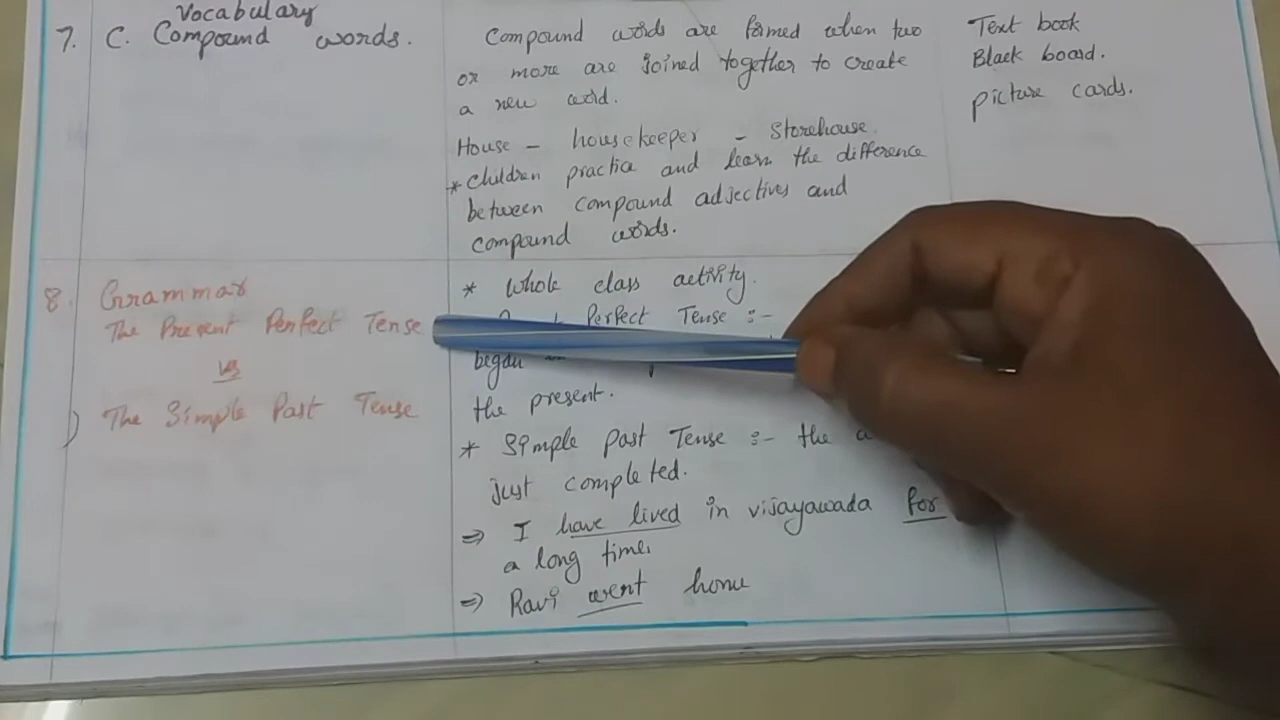 Vocabulary
7. C. Compound words.
Compound words are formed when two
or more are joined together to create
a new word.
House - housekeeper - Storehouse.
* Children practice and learn the difference
between compound adjectives and
compound words.
Text book
Black board.
picture cards.
8. Grammar
The Present Perfect Tense
vs
The Simple Past Tense
* Whole class activity.
Perfect Tense :-
began
the present.
* Simple Past Tense :- the
just completed.
⇒ I have lived in vijayawada for
a long time.
⇒ Ravi went home